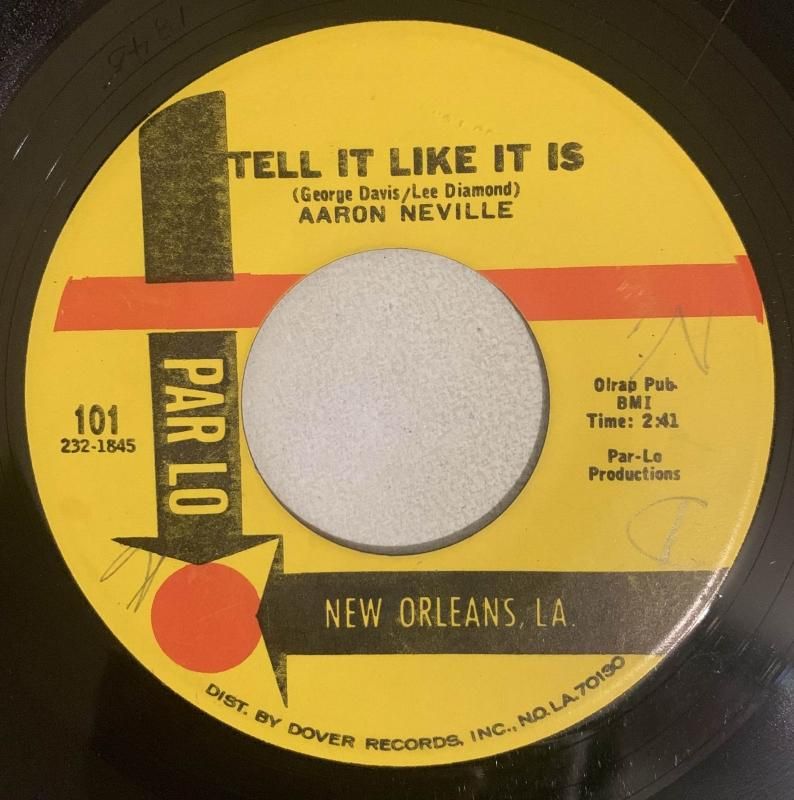 TELL IT LIKE IT IS
(George Davis/Lee Diamond)
AARON NEVILLE
PAR LO
101
232-1845
Olrap Pub.
BMI
Time: 2:41
Par-Lo
Productions
NEW ORLEANS, LA.
DIST. BY DOVER RECORDS, INC., N.O. LA. 70130